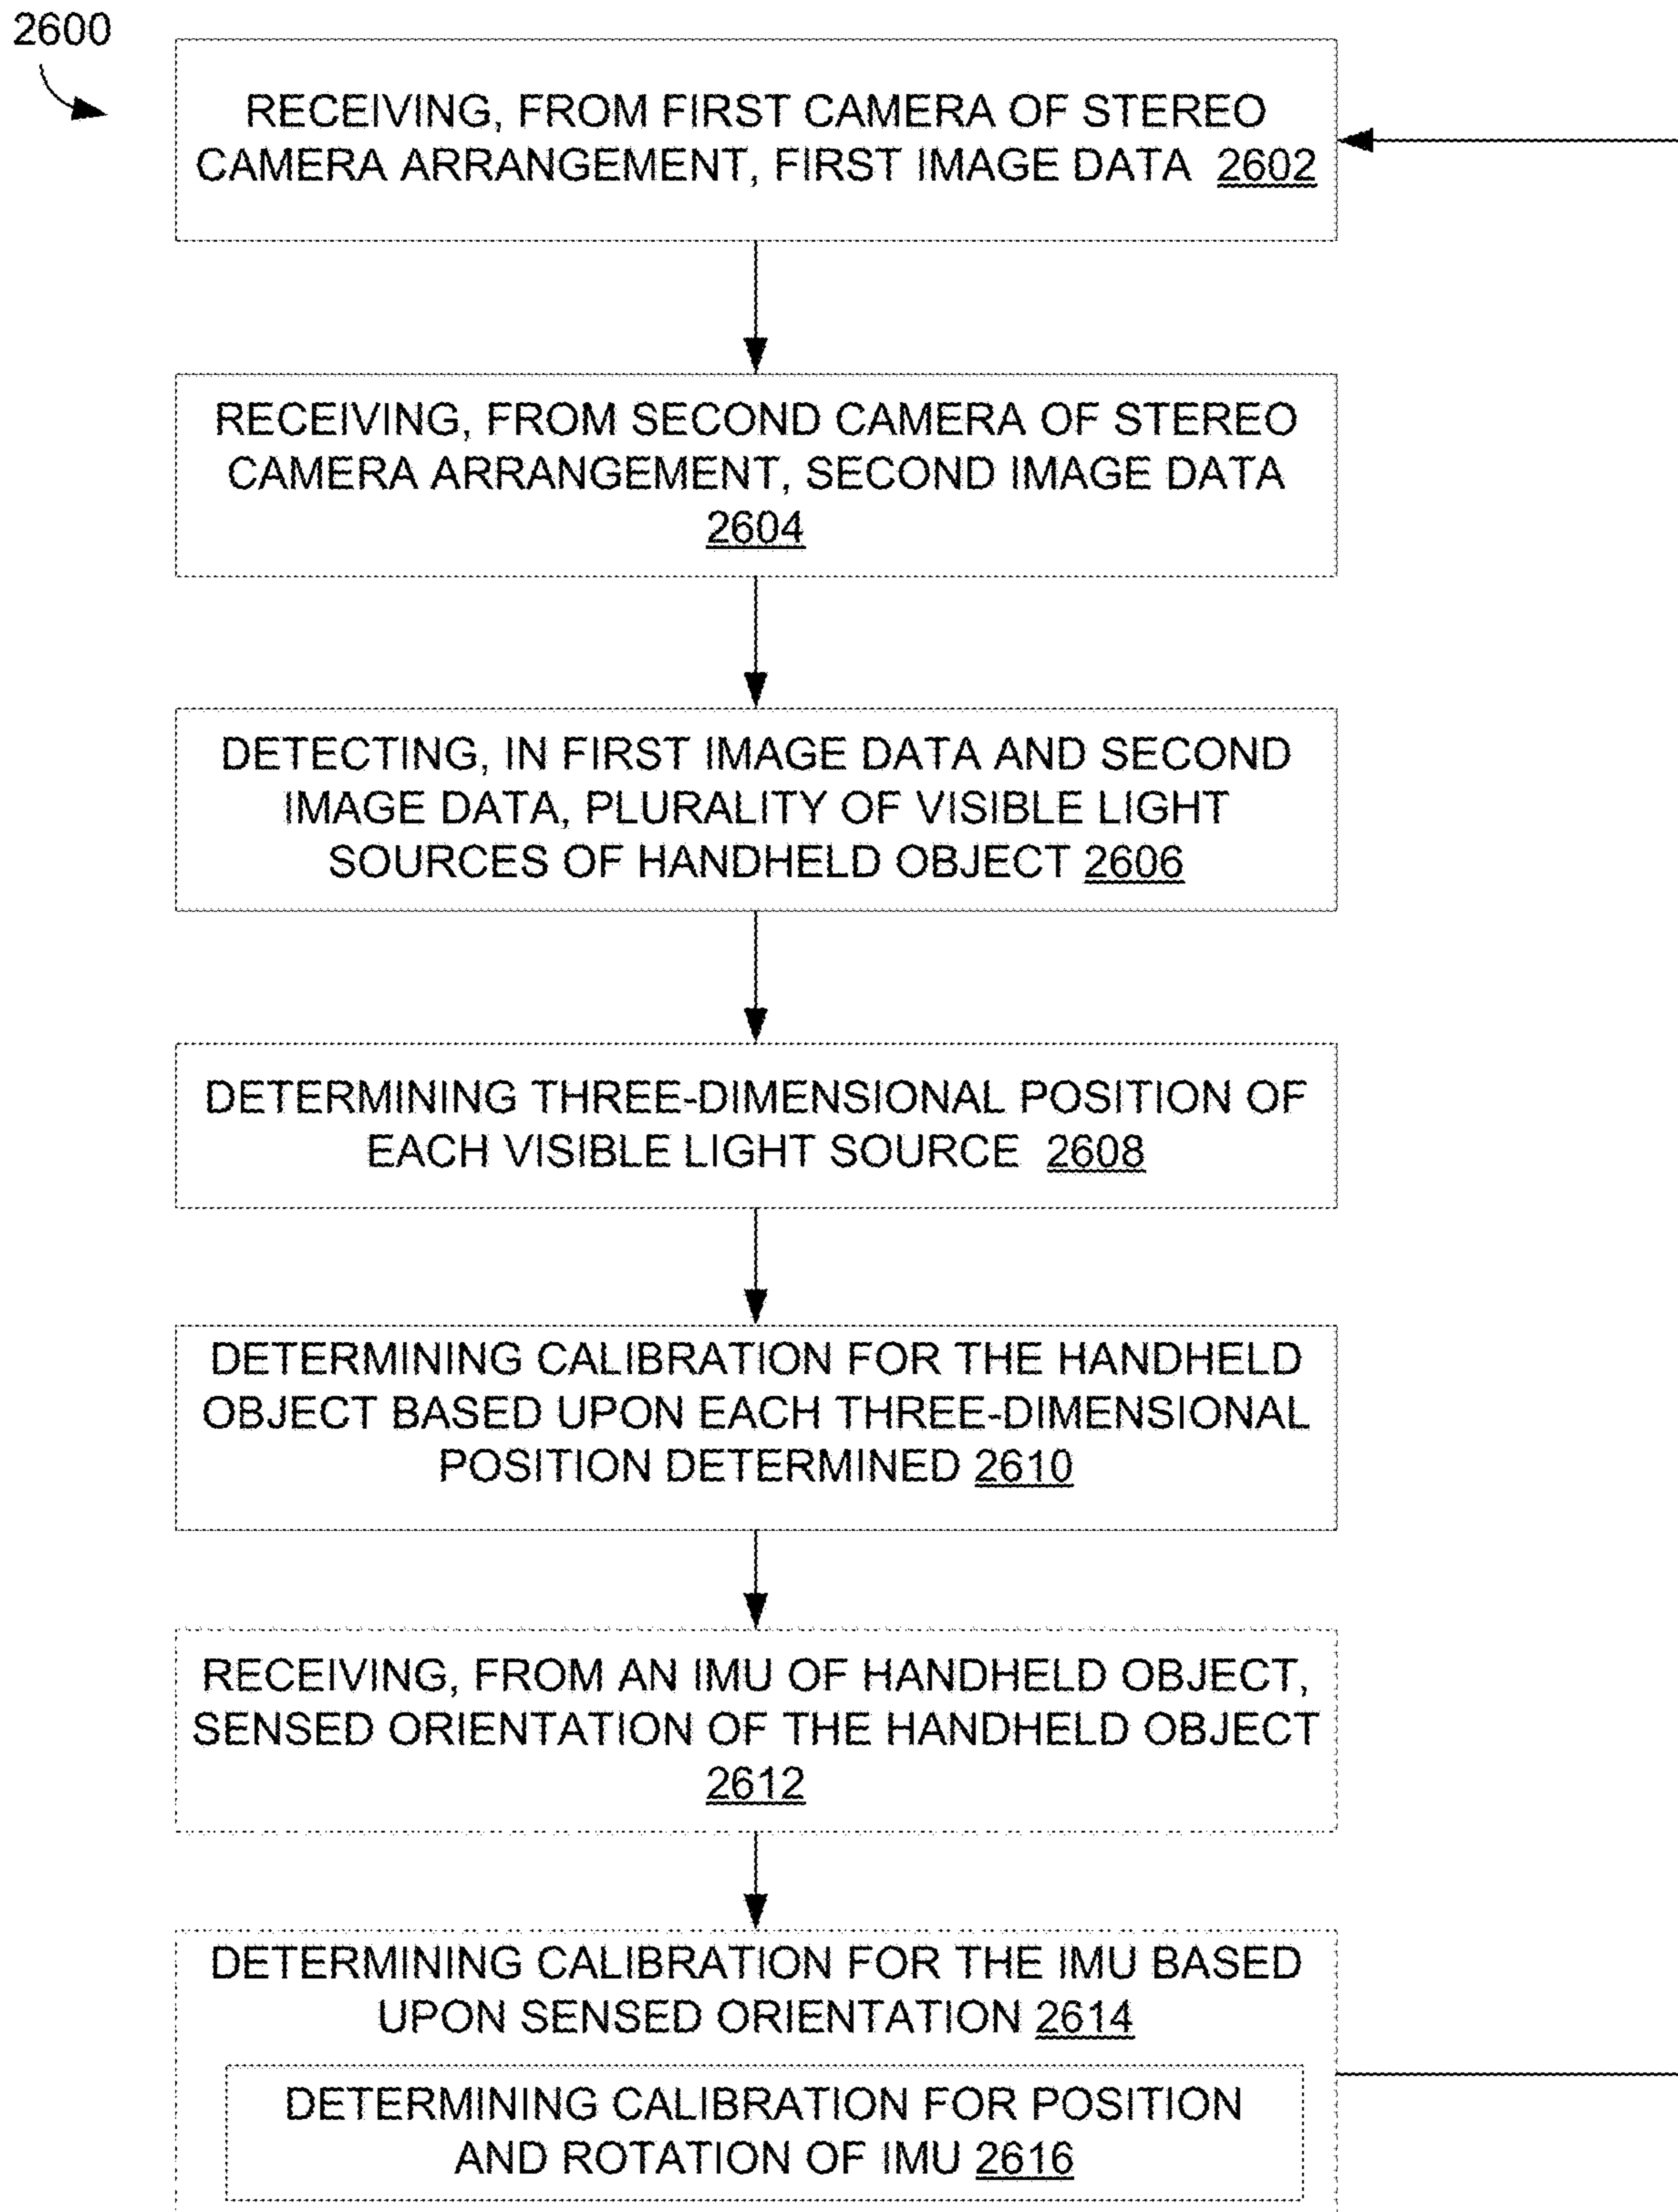 2600
RECEIVING, FROM FIRST CAMERA OF STEREO
CAMERA ARRANGEMENT, FIRST IMAGE DATA 2602
RECEIVING, FROM SECOND CAMERA OF STEREO
CAMERA ARRANGEMENT, SECOND IMAGE DATA
2604
DETECTING, IN FIRST IMAGE DATA AND SECOND
IMAGE DATA, PLURALITY OF VISIBLE LIGHT
SOURCES OF HANDHELD OBJECT 2606
DETERMINING THREE-DIMENSIONAL POSITION OF
EACH VISIBLE LIGHT SOURCE 2608
DETERMINING CALIBRATION FOR THE HANDHELD
OBJECT BASED UPON EACH THREE-DIMENSIONAL
POSITION DETERMINED 2610
RECEIVING, FROM AN IMU OF HANDHELD OBJECT,
SENSED ORIENTATION OF THE HANDHELD OBJECT
2612
DETERMINING CALIBRATION FOR THE IMU BASED
UPON SENSED ORIENTATION 2614
DETERMINING CALIBRATION FOR POSITION
AND ROTATION OF IMU 2616